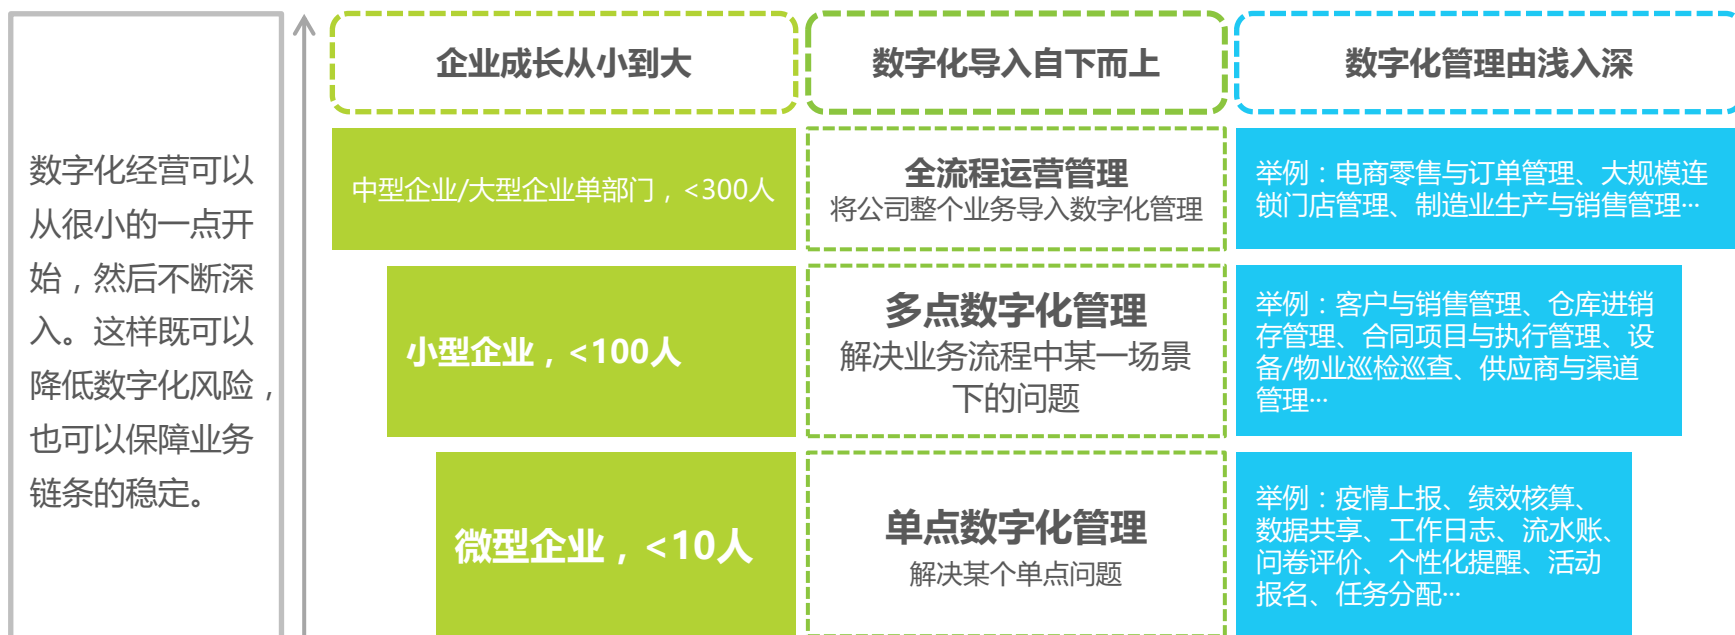 数字化经营可以
从很小的一点开
始，然后不断深
入。这样既可以
降低数字化风险，
也可以保障业务
链条的稳定。
企业成长从小到大
数字化导入自下而上
数字化管理由浅入深
中型企业/大型企业单部门，<300人
全流程运营管理
将公司整个业务导入数字化管理
举例：电商零售与订单管理、大规模连
锁门店管理、制造业生产与销售管理…
小型企业，<100人
多点数字化管理
解决业务流程中某一场景
下的问题
举例：客户与销售管理、仓库进销
存管理、合同项目与执行管理、设
备/物业巡检巡查、供应商与渠道
管理…
微型企业，<10人
单点数字化管理
解决某个单点问题
举例：疫情上报、绩效核算、
数据共享、工作日志、流水账、
问卷评价、个性化提醒、活动
报名、任务分配…